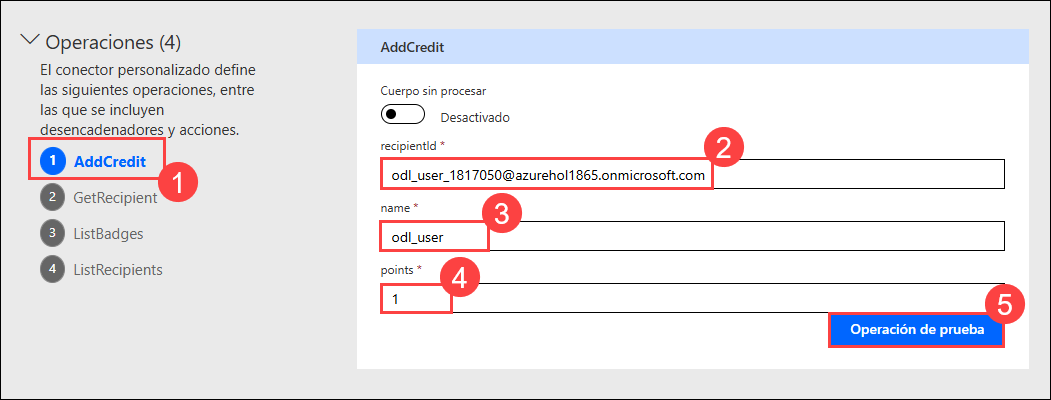 Operaciones (4)
El conector personalizado define
las siguientes operaciones, entre
las que se incluyen
desencadenadores y acciones.
1 AddCredit
1
2 GetRecipient
3 ListBadges
4 ListRecipients
AddCredit
Cuerpo sin procesar
Desactivado
recipientId *
2
odl_user_1817050@azurehol1865.onmicrosoft.com
name *
3
odl_user
points *
4
1
5
Operación de prueba